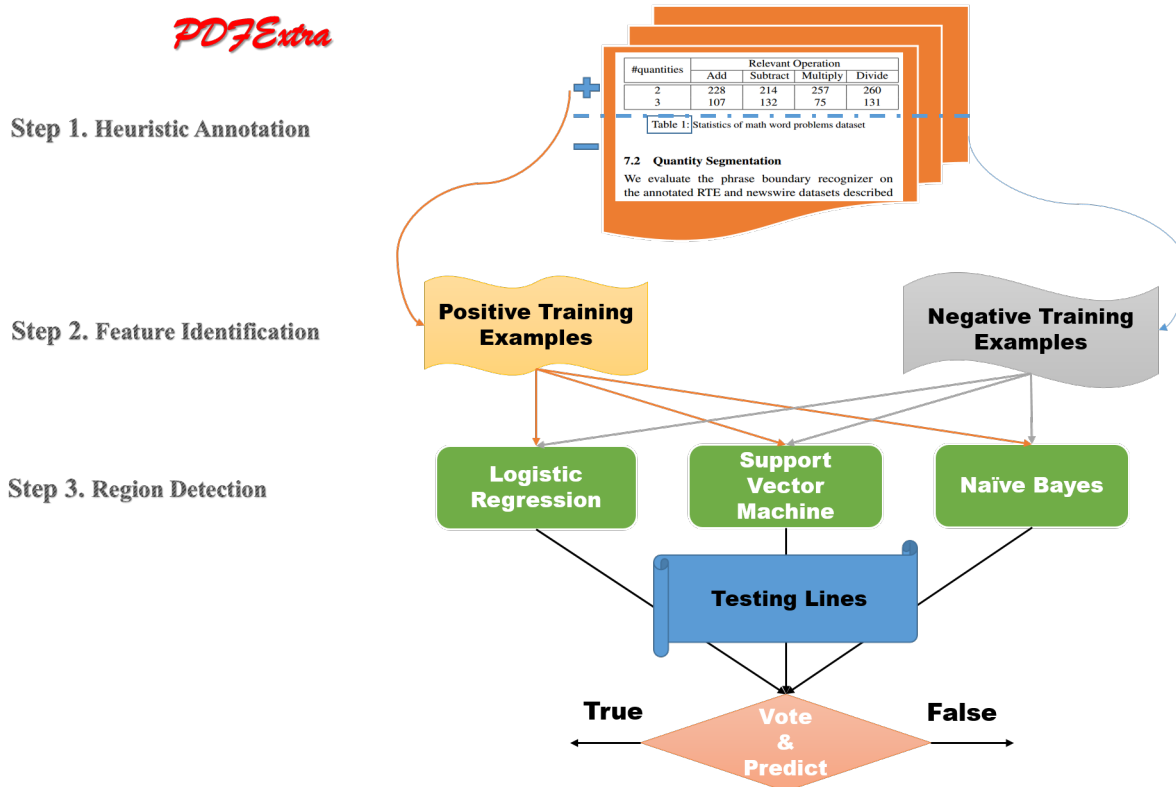 PDFExtra
#quantities
Relevant Operation
Add Subtract Multiply Divide
2 228 214 257 260
3 107 132 75 131
Table 1: Statistics of math word problems dataset
7.2 Quantity Segmentation
We evaluate the phrase boundary recognizer on
the annotated RTE and newswire datasets described
Step 1. Heuristic Annotation
Step 2. Feature Identification
Positive Training
Examples
Negative Training
Examples
Step 3. Region Detection
Logistic
Regression
Support
Vector
Machine
Naïve Bayes
Testing Lines
True
Vote
&
Predict
False